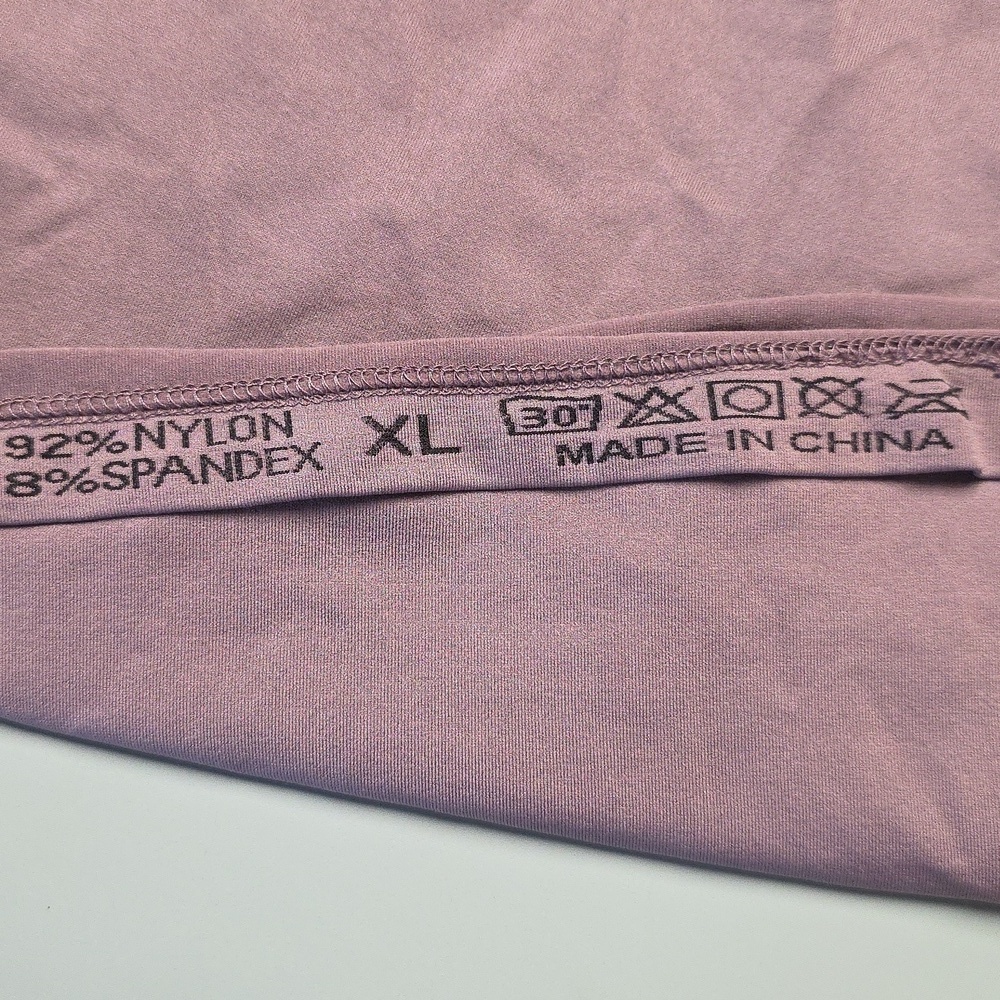 92%NYLON
8%SPANDEX
XL
30°
MADE IN CHINA